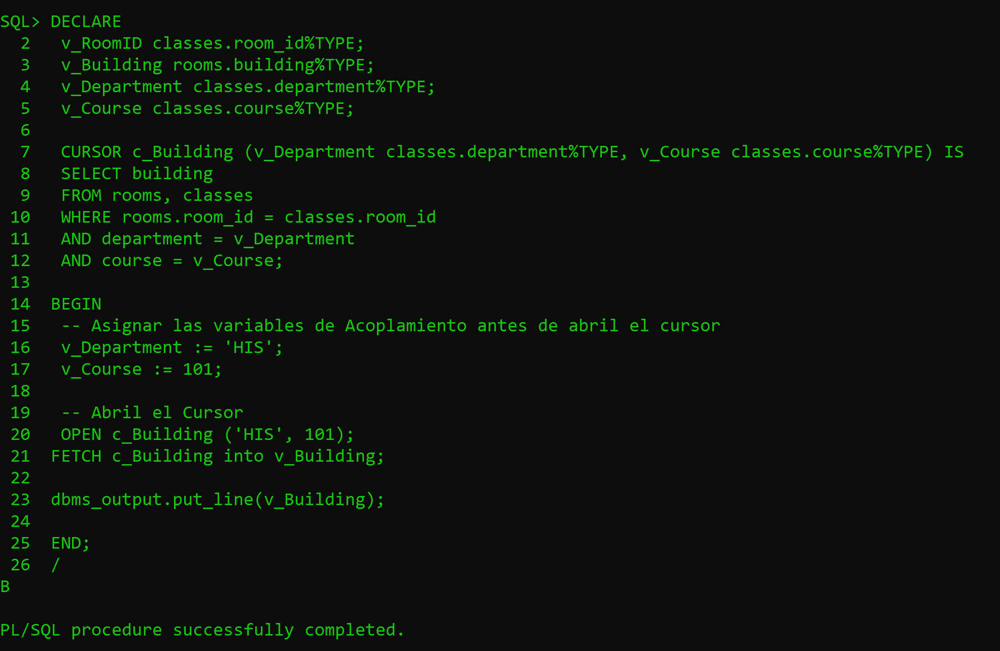 SQL> DECLARE
  2   v_RoomID classes.room_id%TYPE;
  3   v_Building rooms.building%TYPE;
  4   v_Department classes.department%TYPE;
  5   v_Course classes.course%TYPE;
  6
  7   CURSOR c_Building (v_Department classes.department%TYPE, v_Course classes.course%TYPE) IS
  8   SELECT building
  9   FROM rooms, classes
 10   WHERE rooms.room_id = classes.room_id
 11   AND department = v_Department
 12   AND course = v_Course;
 13
 14  BEGIN
 15   -- Asignar las variables de Acoplamiento antes de abril el cursor
 16   v_Department := 'HIS';
 17   v_Course := 101;
 18
 19   -- Abril el Cursor
 20   OPEN c_Building ('HIS', 101);
 21  FETCH c_Building into v_Building;
 22
 23  dbms_output.put_line(v_Building);
 24
 25  END;
 26  /
B

PL/SQL procedure successfully completed.